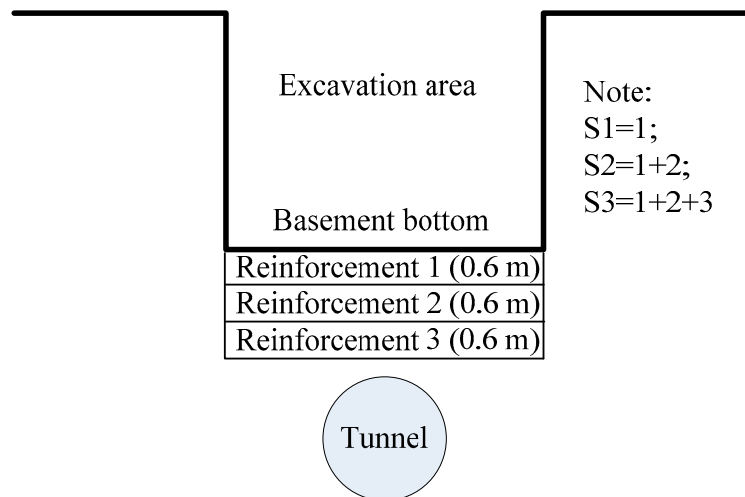 Excavation area
Note:
S1=1;
S2=1+2;
S3=1+2+3
Basement bottom
Reinforcement 1 (0.6 m)
Reinforcement 2 (0.6 m)
Reinforcement 3 (0.6 m)
Tunnel